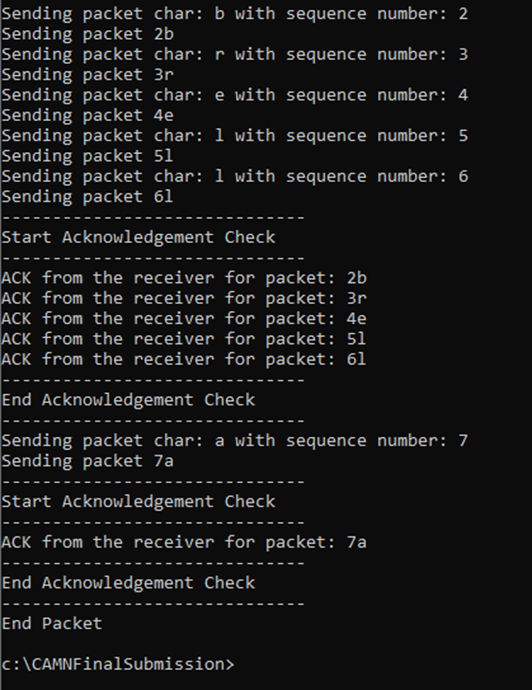 Sending packet char: b with sequence number: 2
Sending packet 2b
Sending packet char: r with sequence number: 3
Sending packet 3r
Sending packet char: e with sequence number: 4
Sending packet 4e
Sending packet char: l with sequence number: 5
Sending packet 5l
Sending packet char: l with sequence number: 6
Sending packet 6l
------------------------------
Start Acknowledgement Check
------------------------------
ACK from the receiver for packet: 2b
ACK from the receiver for packet: 3r
ACK from the receiver for packet: 4e
ACK from the receiver for packet: 5l
ACK from the receiver for packet: 6l
------------------------------
End Acknowledgement Check
------------------------------
Sending packet char: a with sequence number: 7
Sending packet 7a
------------------------------
Start Acknowledgement Check
------------------------------
ACK from the receiver for packet: 7a
------------------------------
End Acknowledgement Check
------------------------------
End Packet
c:\CAMNFinalSubmission>